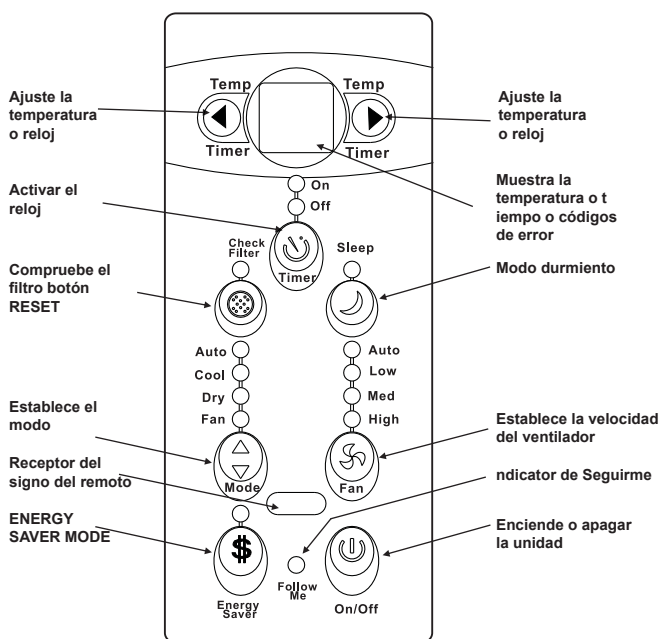 Temp
Temp
Ajuste la
temperatura
o reloj
Ajuste la
temperatura
o reloj
Timer
Timer
On
Off
Activar el
reloj
Muestra la
temperatura o t
iempo o códigos
de error
Check
Filter
Timer
Sleep
Compruebe el
filtro botón
RESET
Modo durmiento
Auto
Cool
Dry
Fan
Auto
Low
Med
High
Establece el
modo
Establece la velocidad
del ventilador
Mode
Fan
Receptor del
signo del remoto
ndicator de Seguirme
ENERGY
SAVER MODE
$
Enciende o apagar
la unidad
Follow
Me
Energy
Saver
On/Off